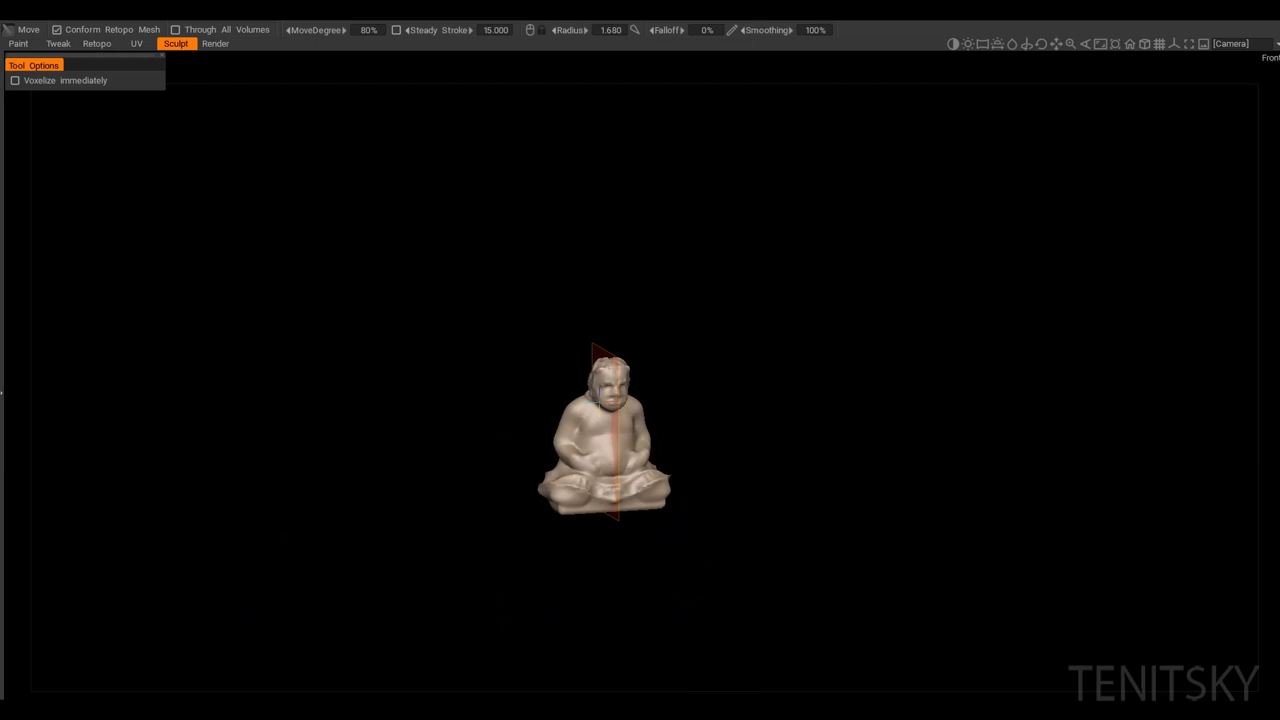 Move Conform Retopo Mesh Through All Volumes MoveDegree 80% Steady Stroke 15.000 Radius 1.680 Falloff 0% Smoothing 100%
Paint Tweak Retopo UV Sculpt Render [Camera]
Front
Tool Options
Voxelize immediately
TENITSKY